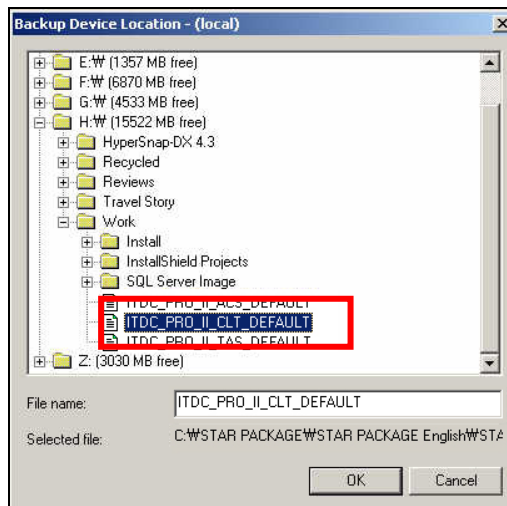 Backup Device Location - (local)
E:₩ (1357 MB free)
F:₩ (6870 MB free)
G:₩ (4533 MB free)
H:₩ (15522 MB free)
HyperSnap-DX 4.3
Recycled
Reviews
Travel Story
Work
Install
InstallShield Projects
SQL Server Image
ITDC_PRO_II_ACS_DEFAULT
ITDC_PRO_II_CLT_DEFAULT
ITDC_PRO_II_TAS_DEFAULT
Z: (3030 MB free)
File name: ITDC_PRO_II_CLT_DEFAULT
Selected file: C:₩STAR PACKAGE₩STAR PACKAGE English₩STA
OK Cancel